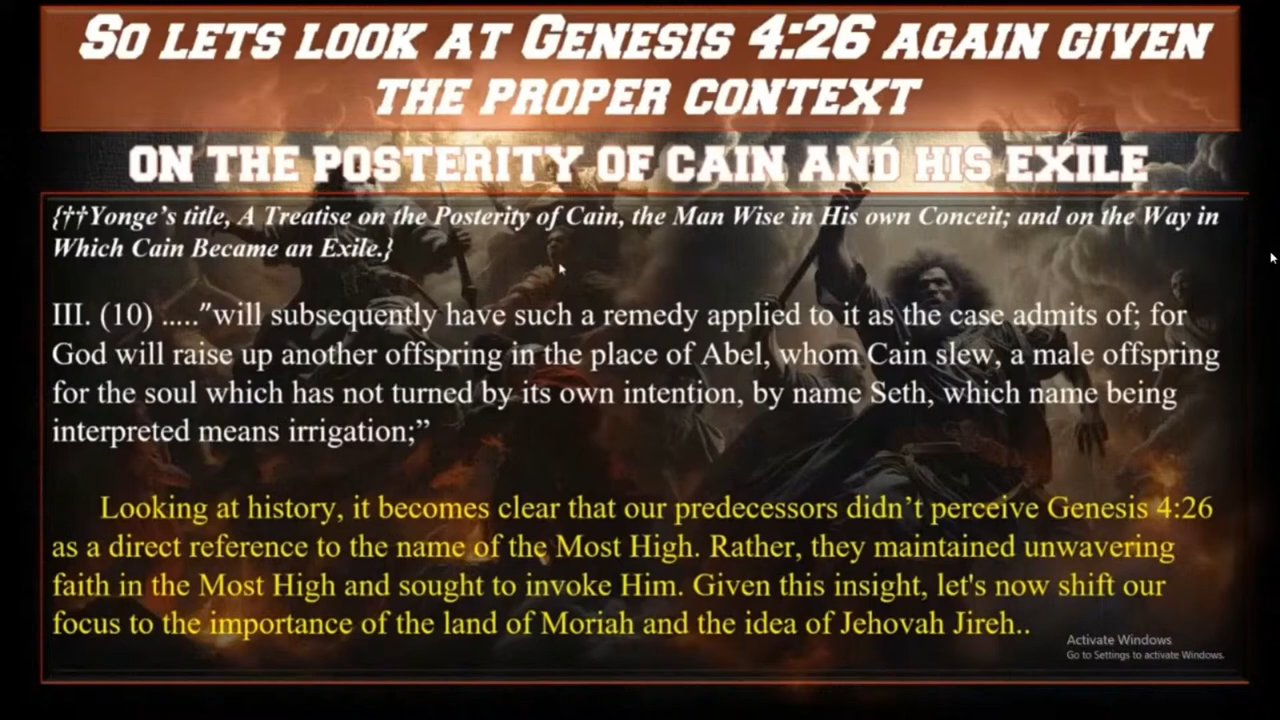 SO LETS LOOK AT GENESIS 4:26 AGAIN GIVEN
THE PROPER CONTEXT
ON THE POSTERITY OF CAIN AND HIS EXILE
{††Yonge’s title, A Treatise on the Posterity of Cain, the Man Wise in His own Conceit; and on the Way in
Which Cain Became an Exile.}
III. (10) .....”will subsequently have such a remedy applied to it as the case admits of; for
God will raise up another offspring in the place of Abel, whom Cain slew, a male offspring
for the soul which has not turned by its own intention, by name Seth, which name being
interpreted means irrigation;”
Looking at history, it becomes clear that our predecessors didn’t perceive Genesis 4:26
as a direct reference to the name of the Most High. Rather, they maintained unwavering
faith in the Most High and sought to invoke Him. Given this insight, let's now shift our
focus to the importance of the land of Moriah and the idea of Jehovah Jireh..
Activate Windows
Go to Settings to activate Windows.